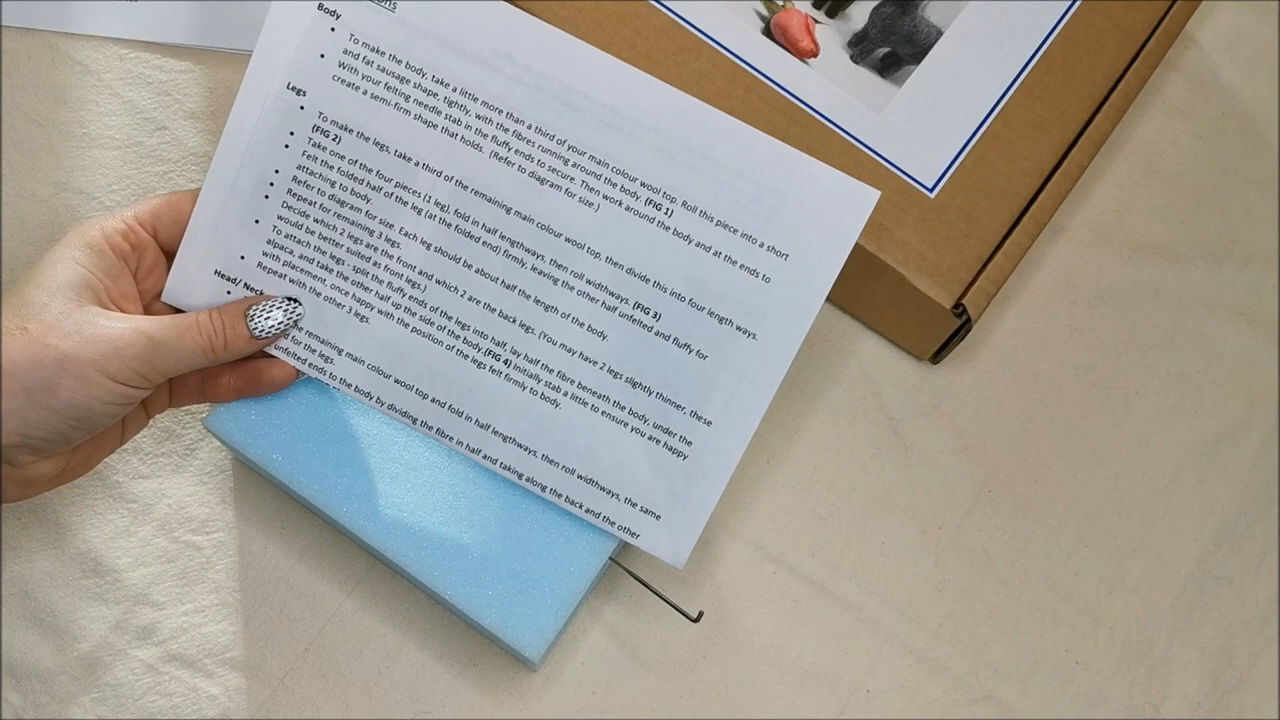 ons
Body
To make the body, take a little more than a third of your main colour wool top. Roll this piece into a short
and fat sausage shape, tightly, with the fibres running around the body. (FIG 1)
With your felting needle stab in the fluffy ends to secure. Then work around the body and at the ends to
create a semi-firm shape that holds. (Refer to diagram for size.)
Legs
To make the legs, take a third of the remaining main colour wool top, then divide this into four length ways.
(FIG 2)
Take one of the four pieces (1 leg), fold in half lengthways, then roll widthways. (FIG 3)
Felt the folded half of the leg (at the folded end) firmly, leaving the other half unfelted and fluffy for
attaching to body.
Refer to diagram for size. Each leg should be about half the length of the body.
Repeat for remaining 3 legs.
Decide which 2 legs are the front and which 2 are the back legs. (You may have 2 legs slightly thinner, these
would be better suited as front legs.)
To attach the legs - split the fluffy ends of the legs into half, lay half the fibre beneath the body, under the
alpaca, and take the other half up the side of the body.(FIG 4) Initially stab a little to ensure you are happy
with placement, once happy with the position of the legs felt firmly to body.
Repeat with the other 3 legs.
Head/ Neck
he remaining main colour wool top and fold in half lengthways, then roll widthways, the same
for the legs.
unfelted ends to the body by dividing the fibre in half and taking along the back and the other